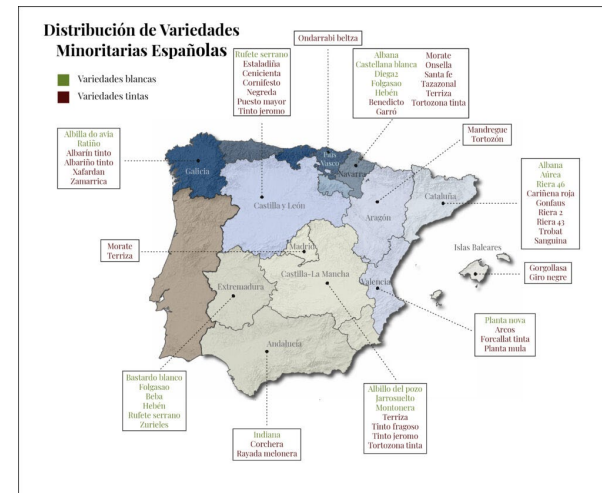 Distribución de Variedades
Minoritarias Españolas
Variedades blancas
Variedades tintas
Rufete serrano
Estaladiña
Cenicienta
Cornifesto
Negreda
Puesto mayor
Tinto jeromo
Ondarrabi beltza
Albana
Castellana blanca
Diega2
Folgasao
Hebén
Benedicto
Garró
Morate
Onsella
Santa fe
Tazazonal
Terriza
Tortozona tinta
Mandregue
Tortozón
Albilla do avia
Ratiño
Albarín tinto
Albariño tinto
Xafardan
Zamarrica
Albana
Aúrea
Riera 46
Cariñena roja
Gonfaus
Riera 2
Riera 43
Trobat
Sanguina
Galicia
País
Vasco
Navarra
Castilla y León
Aragón
Cataluña
Morate
Terriza
Madrid
Islas Baleares
Gorgollasa
Giro negre
Castilla-La Mancha
Extremadura
Valencia
Andalucía
Planta nova
Arcos
Forcallat tinta
Planta mula
Bastardo blanco
Folgasao
Beba
Hebén
Rufete serrano
Zurieles
Indiana
Corchera
Rayada melonera
Albillo del pozo
Jarrosuelto
Montonera
Terriza
Tinto fragoso
Tinto jeromo
Tortozona tinta